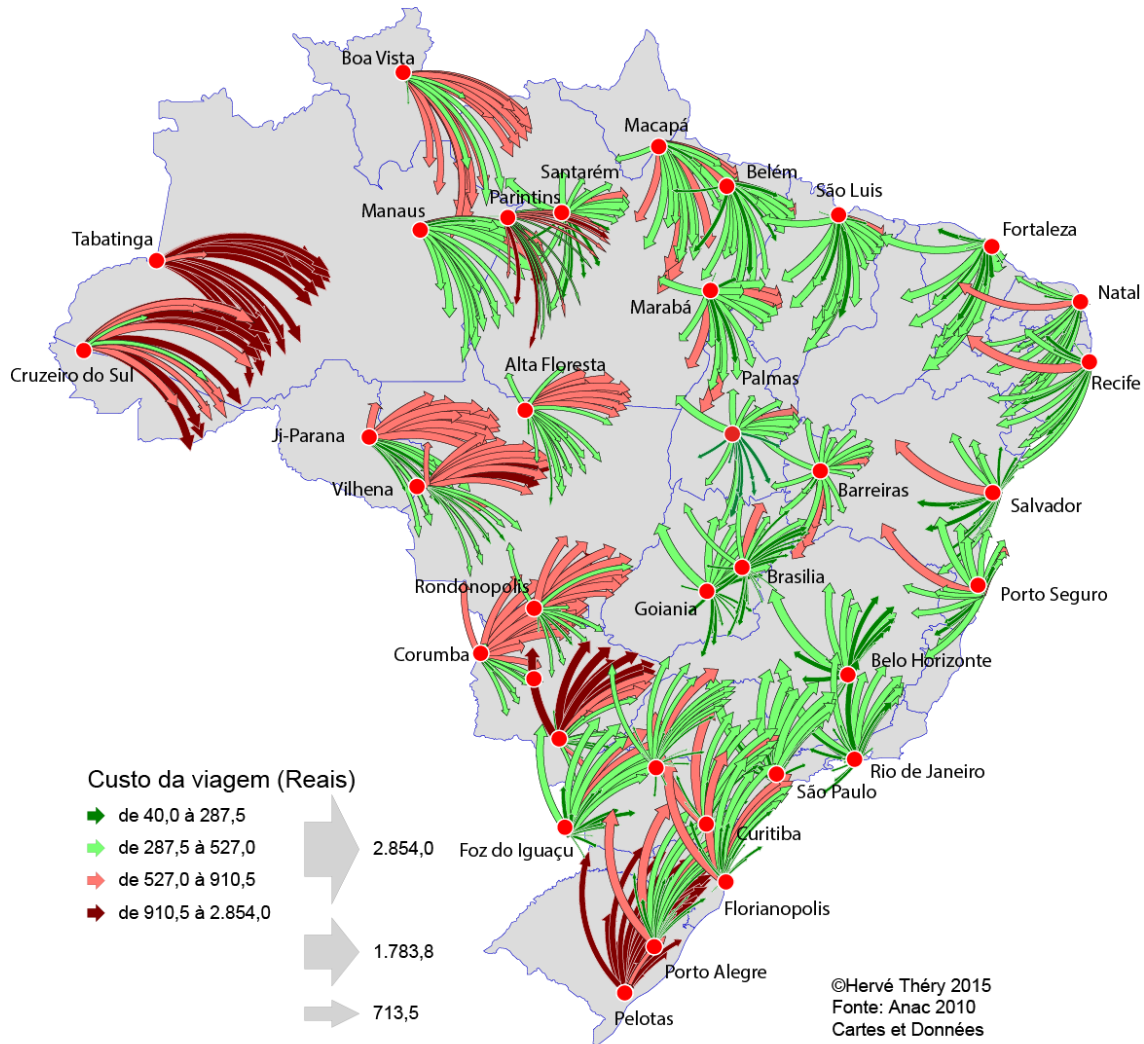 Boa Vista
Macapá
Santarém
Belém
São Luis
Parintins
Manaus
Fortaleza
Tabatinga
Natal
Marabá
Alta Floresta
Palmas
Recife
Cruzeiro do Sul
Ji-Parana
Vilhena
Barreiras
Salvador
Brasilia
Rondonopolis
Goiania
Porto Seguro
Corumba
Belo Horizonte
Rio de Janeiro
São Paulo
Curitiba
Foz do Iguaçu
Florianopolis
Porto Alegre
Pelotas
Custo da viagem (Reais)
de 40,0 à 287,5
de 287,5 à 527,0
de 527,0 à 910,5
de 910,5 à 2.854,0
2.854,0
1.783,8
713,5
©Hervé Théry 2015
Fonte: Anac 2010
Cartes et Données